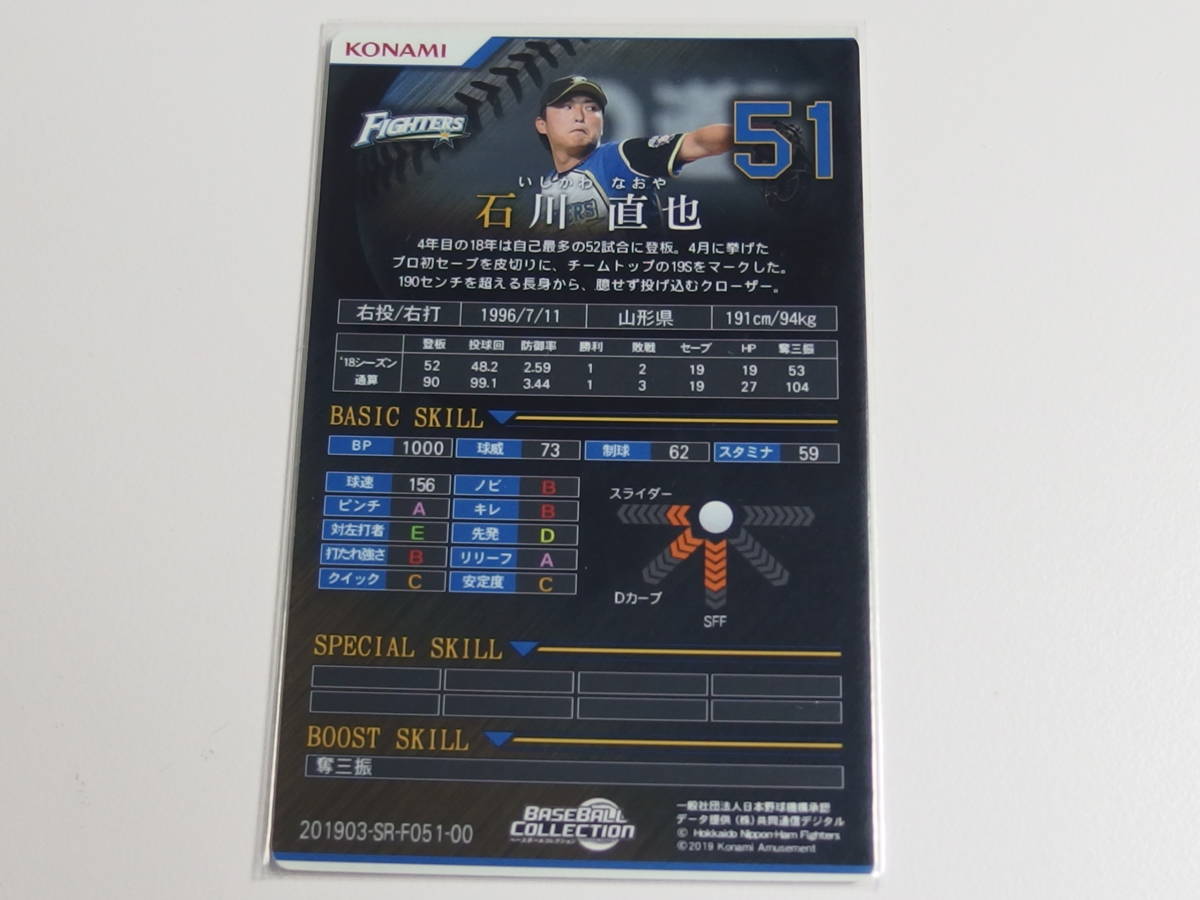 KONAMI
FIGHTERS
51
いしかわ なおや
石川 直也
4年目の18年は自己最多の52試合に登板。4月に挙げた
プロ初セーブを皮切りに、チームトップの19Sをマークした。
190センチを超える長身から、臆せず投げ込むクローザー。
右投/右打 1996/7/11 山形県 191cm/94kg
登板 投球回 防御率 勝利 敗戦 セーブ HP 奪三振
'18シーズン 52 48.2 2.59 1 2 19 19 53
通算 90 99.1 3.44 1 3 19 27 104
BASIC SKILL
BP 1000 球威 73 制球 62 スタミナ 59
球速 156 ノビ B
ピンチ A キレ B
対左打者 E 先発 D
打たれ強さ B リリーフ A
クイック C 安定度 C
スライダー
Dカーブ
SFF
SPECIAL SKILL
BOOST SKILL
奪三振
201903-SR-F051-00
BASEBALL COLLECTION
ベースボールコレクション
一般社団法人日本野球機構承認
データ提供 (株)共同通信デジタル
© Hokkaido Nippon-Ham Fighters
©2019 Konami Amusement